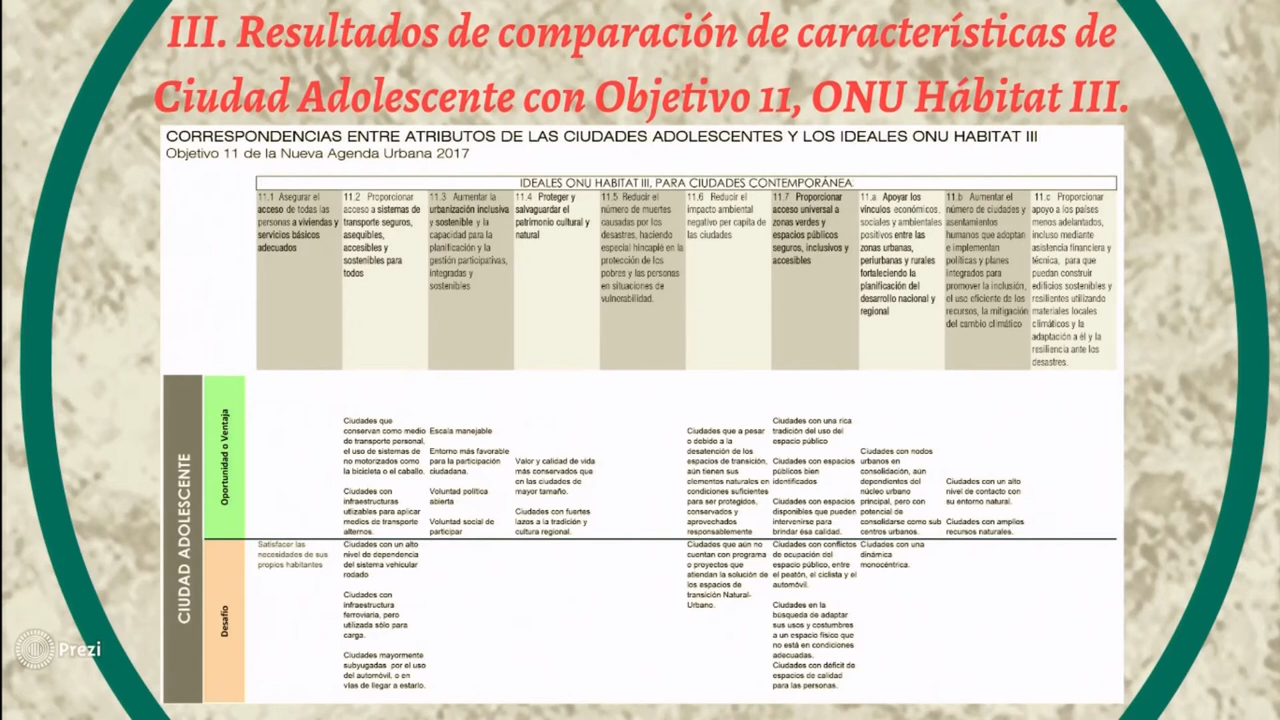 III. Resultados de comparación de características de
Ciudad Adolescente con Objetivo 11, ONU Hábitat III.
CORRESPONDENCIAS ENTRE ATRIBUTOS DE LAS CIUDADES ADOLESCENTES Y LOS IDEALES ONU HABITAT III
Objetivo 11 de la Nueva Agenda Urbana 2017
IDEALES ONU HABITAT III, PARA CIUDADES CONTEMPORÁNEA
11.1 Asegurar el
acceso de todas las
personas a viviendas y
servicios básicos
adecuados
11.2 Proporcionar
acceso a sistemas de
transporte seguros,
asequibles,
accesibles y
sostenibles para
todos
11.3 Aumentar la
urbanización inclusiva
y sostenible y la
capacidad para la
planificación y la
gestión participativas,
integradas y
sostenibles
11.4 Proteger y
salvaguardar el
patrimonio cultural y
natural
11.5 Reducir el
número de muertes
causadas por los
desastres, haciendo
especial hincapié en la
protección de los
pobres y las personas
en situaciones de
vulnerabilidad.
11.6 Reducir el
impacto ambiental
negativo per capita de
las ciudades
11.7 Proporcionar
acceso universal a
zonas verdes y
espacios públicos
seguros, inclusivos y
accesibles
11.a Apoyar los
vínculos económicos,
sociales y ambientales
positivos entre las
zonas urbanas,
periurbanas y rurales
fortaleciendo la
planificación del
desarrollo nacional y
regional
11.b Aumentar el
número de ciudades y
asentamientos
humanos que adoptan
e implementan
políticas y planes
integrados para
promover la inclusión,
el uso eficiente de los
recursos, la mitigación
del cambio climático
11.c Proporcionar
apoyo a los países
menos adelantados,
incluso mediante
asistencia financiera y
técnica, para que
puedan construir
edificios sostenibles y
resilientes utilizando
materiales locales
climáticos y la
adaptación a él y la
resiliencia ante los
desastres.
CIUDAD ADOLESCENTE
Oportunidad o Ventaja
Ciudades que
conservan como medio
de transporte personal,
el uso de sistemas de
no motorizados como
la bicicleta o el caballo.
Ciudades con
infraestructuras
utizables para aplicar
medios de transporte
alternos.
Escala manejable
Entorno más favorable
para la participación
ciudadana.
Voluntad política
abierta
Voluntad social de
participar
Valor y calidad de vida
más conservados que
en las ciudades de
mayor tamaño.
Ciudades con fuertes
lazos a la tradición y
cultura regional.
Ciudades que a pesar
o debido a la
desatención de los
espacios de transición,
aún tienen sus
elementos naturales en
condiciones suficientes
para ser protegidos,
conservados y
aprovechados
responsablemente
Ciudades con una rica
tradición del uso del
espacio público
Ciudades con espacios
públicos bien
identificados
Ciudades con espacios
disponibles que pueden
intervenirse para
brindar ésa calidad.
Ciudades con nodos
urbanos en
consolidación, aún
dependientes del
núcleo urbano
principal, pero con
potencial de
consolidarse como sub
centros urbanos.
Ciudades con un alto
nivel de contacto con
su entorno natural.
Ciudades con amplios
recursos naturales.
Desafío
Satisfacer las
necesidades de sus
propios habitantes
Ciudades con un alto
nivel de dependencia
del sistema vehicular
rodado
Ciudades con
infraestructura
ferroviaria, pero
utilizada sólo para
carga.
Ciudades mayormente
subyugadas por el uso
del automóvil, o en
vías de llegar a estarlo.
Ciudades que aún no
cuentan con programa
o proyectos que
atiendan la solución de
los espacios de
transición Natural-
Urbano.
Ciudades con conflictos
de ocupación del
espacio público, entre
el peatón, el ciclista y el
automóvil.
Ciudades en la
búsqueda de adaptar
sus usos y costumbres
a un espacio físico que
no está en condiciones
adecuadas.
Ciudades con déficit de
espacios de calidad
para las personas.
Ciudades con una
dinámica
monocéntrica.
Prezi